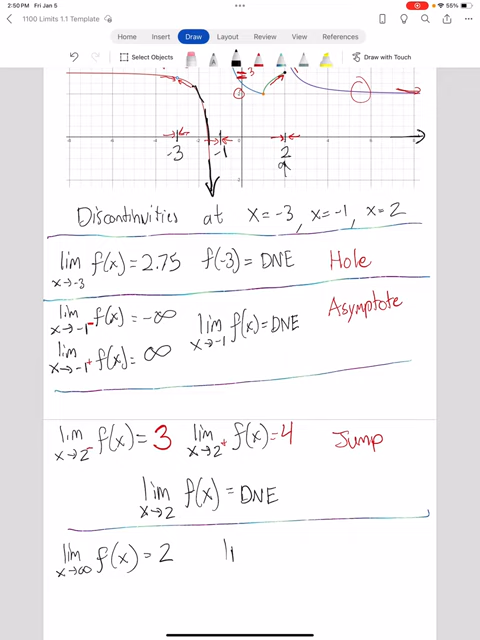 2:50 PM Fri Jan 5
55%
1100 Limits 1.1 Template
Home Insert Draw Layout Review View References
Select Objects
Draw with Touch
3
-3 -1 2
Discontinuities at x = -3, x = -1, x = 2
lim x→-3 f(x) = 2.75 f(-3) = DNE Hole
lim x→-1⁻ f(x) = -∞ lim x→-1 f(x) = DNE Asymptote
lim x→-1⁺ f(x) = ∞
lim x→2⁻ f(x) = 3 lim x→2⁺ f(x) = 4 Jump
lim x→2 f(x) = DNE
lim x→∞ f(x) = 2 li